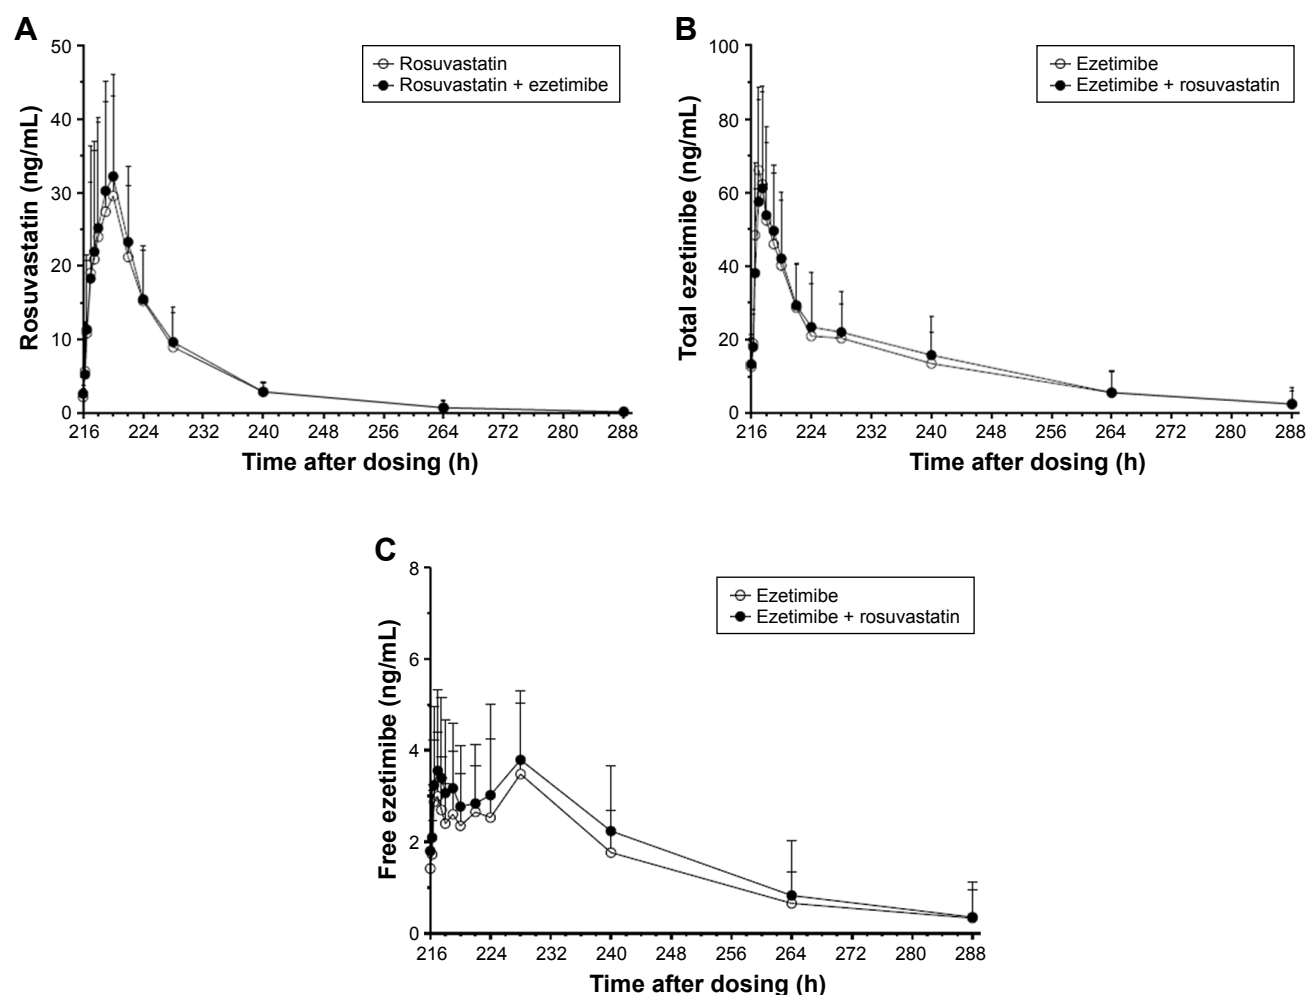 A
50
40
30
20
10
0
Rosuvastatin (ng/mL)
Rosuvastatin
Rosuvastatin + ezetimibe
216 224 232 240 248 256 264 272 280 288
Time after dosing (h)
B
100
80
60
40
20
0
Total ezetimibe (ng/mL)
Ezetimibe
Ezetimibe + rosuvastatin
216 224 232 240 248 256 264 272 280 288
Time after dosing (h)
C
8
6
4
2
0
Free ezetimibe (ng/mL)
Ezetimibe
Ezetimibe + rosuvastatin
216 224 232 240 248 256 264 272 280 288
Time after dosing (h)